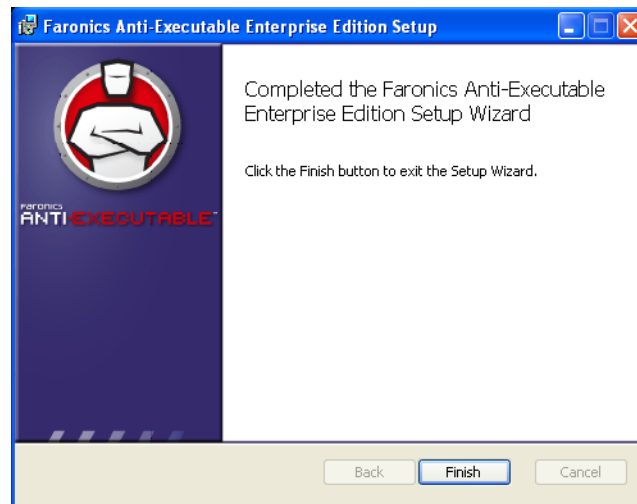 Faronics Anti-Executable Enterprise Edition Setup
Completed the Faronics Anti-Executable
Enterprise Edition Setup Wizard
Click the Finish button to exit the Setup Wizard.
Faronics
ANTI-EXECUTABLE™
Back Finish Cancel